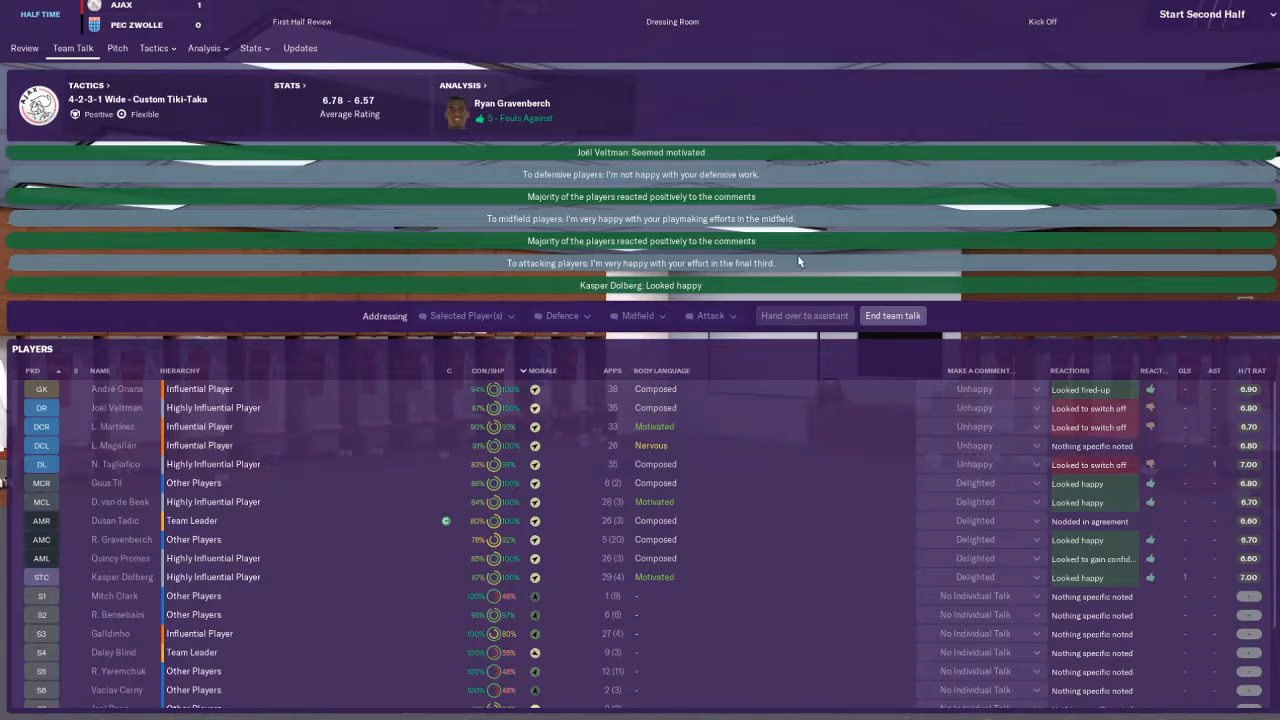 HALF TIME
AJAX 1
PEC ZWOLLE 0
First Half Review Dressing Room Kick Off Start Second Half
Review Team Talk Pitch Tactics Analysis Stats Updates
TACTICS > STATS > ANALYSIS >
4-2-3-1 Wide - Custom Tiki-Taka
Positive Flexible
6.78 - 6.57
Average Rating
Ryan Gravenberch
5 - Fouls Against
Joël Veltman: Seemed motivated
To defensive players: I'm not happy with your defensive work.
Majority of the players reacted positively to the comments
To midfield players: I'm very happy with your playmaking efforts in the midfield.
Majority of the players reacted positively to the comments
To attacking players: I'm very happy with your effort in the final third.
Kasper Dolberg: Looked happy
Addressing Selected Player(s) Defence Midfield Attack Hand over to assistant End team talk
PLAYERS
PKD S NAME HIERARCHY C CON/SHP MORALE APPS BODY LANGUAGE MAKE A COMMENT... REACTIONS REACT... GLS AST H/T RAT
GK André Onana Influential Player 94% 100% 38 Composed Unhappy Looked fired-up - - 6.90
DR Joël Veltman Highly Influential Player 87% 100% 35 Composed Unhappy Looked to switch off - - 6.80
DCR L. Martínez Influential Player 90% 93% 33 Motivated Unhappy Looked to switch off - - 6.70
DCL L. Magallán Influential Player 91% 100% 26 Nervous Unhappy Nothing specific noted - - 6.80
DL N. Tagliafico Highly Influential Player 83% 98% 35 Composed Unhappy Looked to switch off - 1 7.00
MCR Guus Til Other Players 88% 100% 6 (2) Composed Delighted Looked happy - - 6.80
MCL D. van de Beek Highly Influential Player 84% 100% 28 (3) Motivated Delighted Looked happy - - 6.70
AMR Dusan Tadic Team Leader C 80% 100% 26 (3) Composed Delighted Nodded in agreement - - 6.60
AMC R. Gravenberch Other Players 76% 92% 5 (20) Composed Delighted Looked happy - - 6.70
AML Quincy Promes Highly Influential Player 85% 100% 26 (3) Composed Delighted Looked to gain confid... - - 6.60
STC Kasper Dolberg Highly Influential Player 87% 100% 29 (4) Motivated Delighted Looked happy 1 - 7.00
S1 Mitch Clark Other Players 100% 48% 1 (9) - No Individual Talk Nothing specific noted - - -
S2 R. Bensebaini Other Players 95% 97% 6 (6) - No Individual Talk Nothing specific noted - - -
S3 Galldinho Influential Player 100% 80% 27 (4) - No Individual Talk Nothing specific noted - - -
S4 Daley Blind Team Leader 100% 56% 9 (3) - No Individual Talk Nothing specific noted - - -
S5 R. Yaremchuk Other Players 100% 48% 12 (11) - No Individual Talk Nothing specific noted - - -
S6 Vaclav Cerny Other Players 100% 48% 2 (3) - No Individual Talk Nothing specific noted - - -